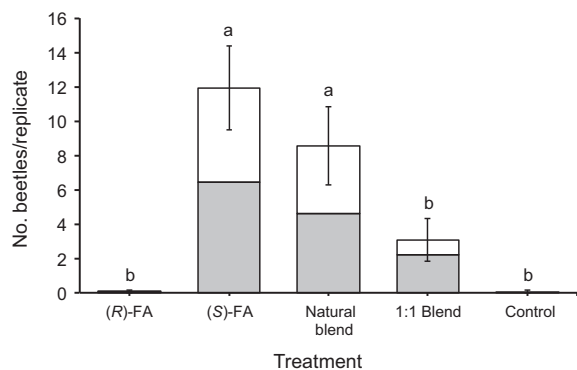 16
14
12
10
8
6
4
2
0
No. beetles/replicate
b
a
a
b
b
(R)-FA
(S)-FA
Natural
blend
1:1 Blend
Control
Treatment